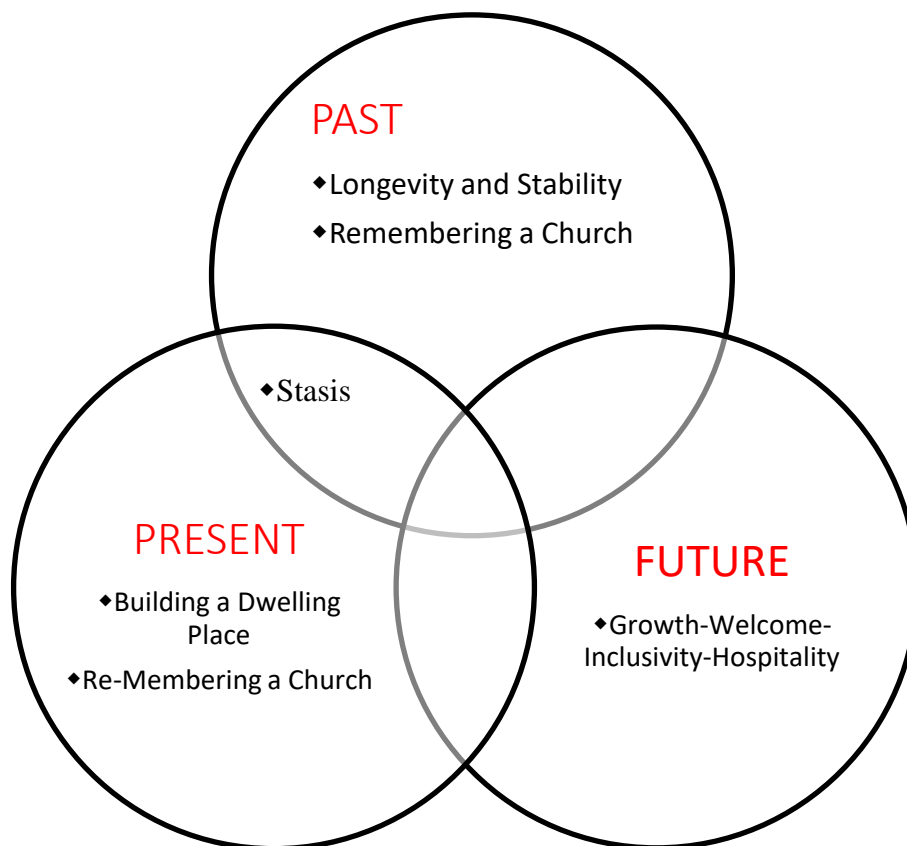 PAST
◆Longevity and Stability
◆Remembering a Church
◆Stasis
PRESENT
◆Building a Dwelling
Place
◆Re-Membering a Church
FUTURE
◆Growth-Welcome-
Inclusivity-Hospitality